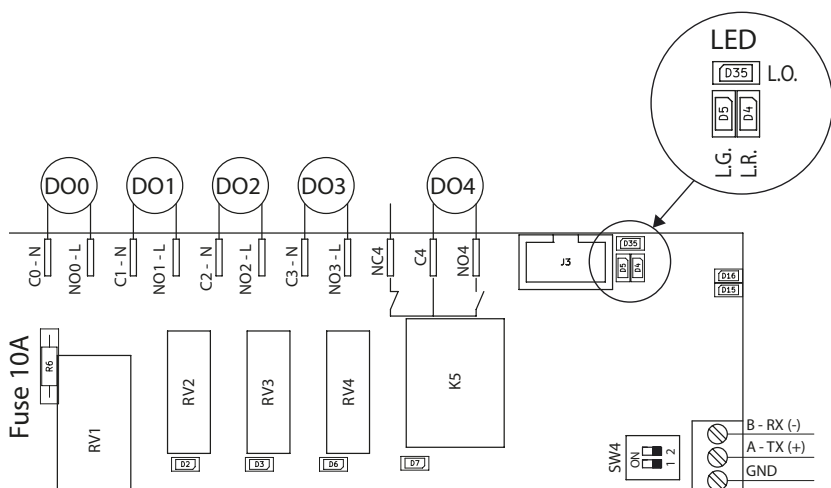 LED
D35 L.O.
D5 D4
L.G. L.R.
DO0 DO1 DO2 DO3 DO4
C0 - N NO0 - L C1 - N NO1 - L C2 - N NO2 - L C3 - N NO3 - L NC4 C4 NO4
J3
D35
D5 D4
D16
D15
Fuse 10A
R6
RV1 RV2 RV3 RV4 K5
D2 D3 D6 D7
SW4
ON
1 2
B - RX (-)
A - TX (+)
GND